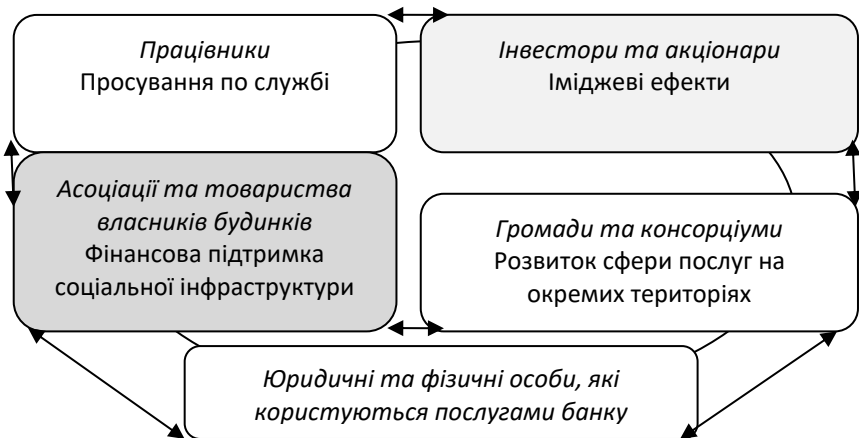 Працівники
Просування по службі
Інвестори та акціонари
Іміджеві ефекти
Асоціації та товариства
власників будинків
Фінансова підтримка
соціальної інфраструктури
Громади та консорціуми
Розвиток сфери послуг на
окремих територіях
Юридичні та фізичні особи, які
користуються послугами банку